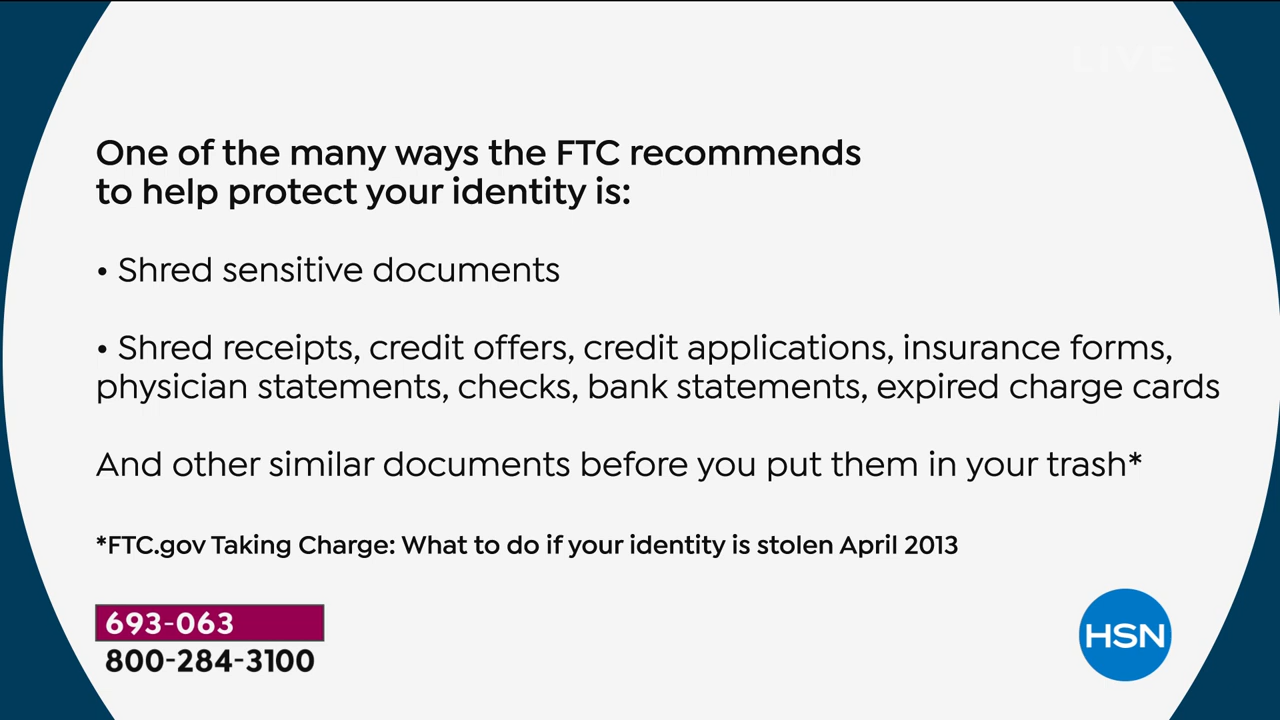 LIVE
One of the many ways the FTC recommends
to help protect your identity is:
• Shred sensitive documents
• Shred receipts, credit offers, credit applications, insurance forms,
physician statements, checks, bank statements, expired charge cards
And other similar documents before you put them in your trash*
*FTC.gov Taking Charge: What to do if your identity is stolen April 2013
693-063
800-284-3100
HSN